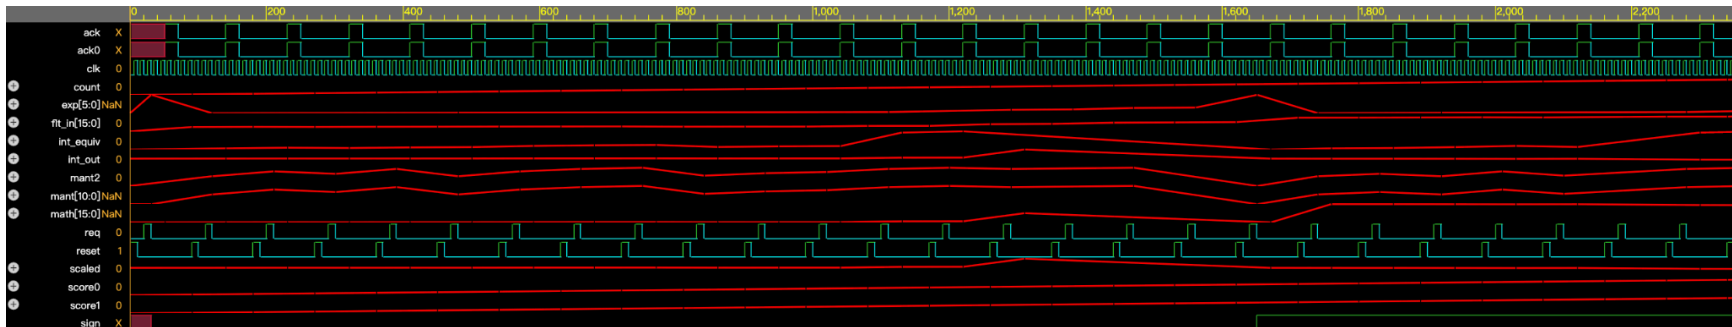 0 200 400 600 800 1,000 1,200 1,400 1,600 1,800 2,000 2,200
ack X
ack0 X
clk 0
count 0
exp[5:0] NaN
flt_in[15:0] 0
int_equiv 0
int_out 0
mant2 0
mant[10:0] NaN
math[15:0] NaN
req 0
reset 1
scaled 0
score0 0
score1 0
sign X